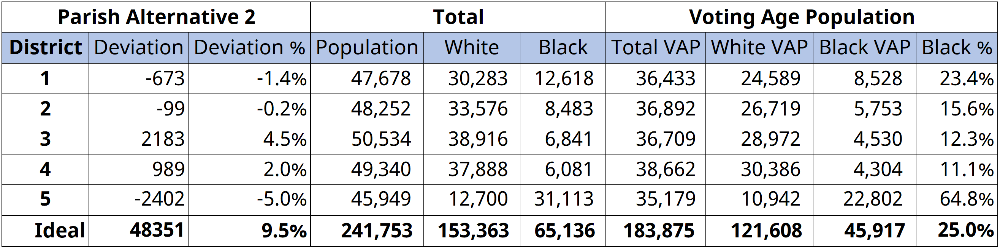 Parish Alternative 2 Total Voting Age Population
District Deviation Deviation % Population White Black Total VAP White VAP Black VAP Black %
1 -673 -1.4% 47,678 30,283 12,618 36,433 24,589 8,528 23.4%
2 -99 -0.2% 48,252 33,576 8,483 36,892 26,719 5,753 15.6%
3 2183 4.5% 50,534 38,916 6,841 36,709 28,972 4,530 12.3%
4 989 2.0% 49,340 37,888 6,081 38,662 30,386 4,304 11.1%
5 -2402 -5.0% 45,949 12,700 31,113 35,179 10,942 22,802 64.8%
Ideal 48351 9.5% 241,753 153,363 65,136 183,875 121,608 45,917 25.0%